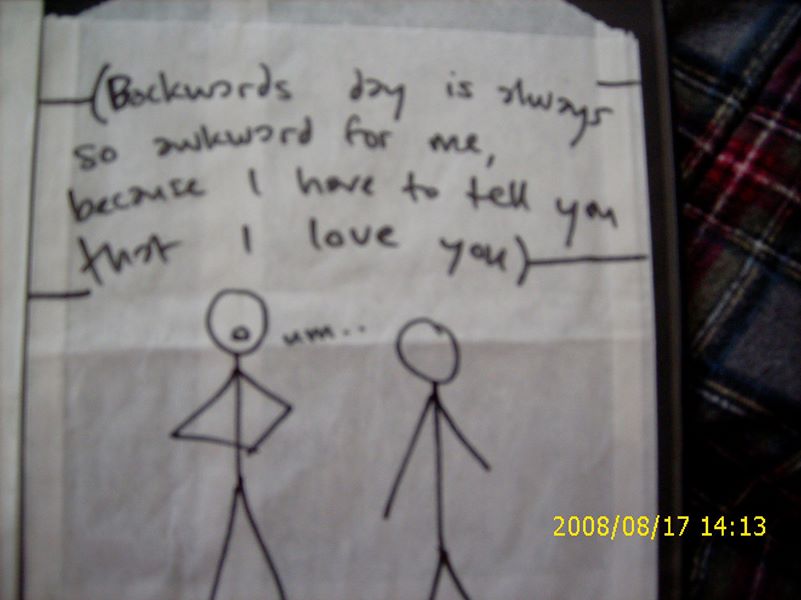 (Backwards day is always
so awkward for me,
because I have to tell you
that I love you)
um..
2008/08/17 14:13